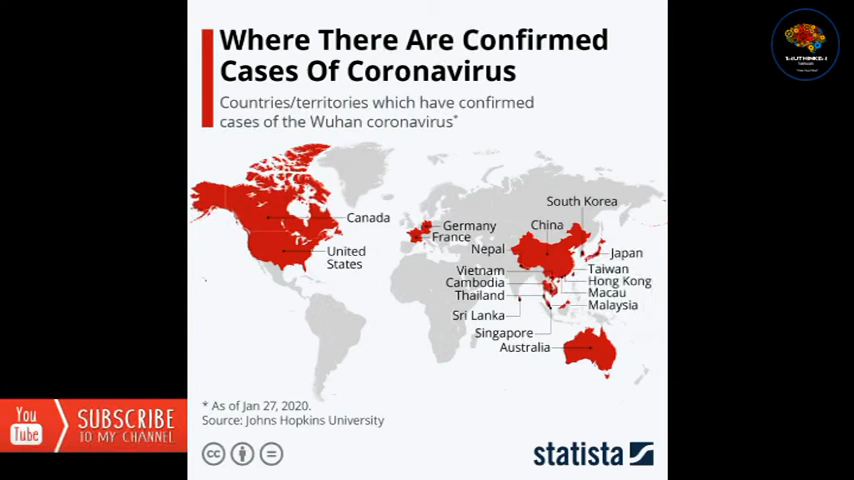 Where There Are Confirmed
Cases Of Coronavirus
Countries/territories which have confirmed
cases of the Wuhan coronavirus*
South Korea
Canada
Germany
China
France
Nepal
United
States
Japan
Vietnam
Taiwan
Cambodia
Hong Kong
Thailand
Macau
Malaysia
Sri Lanka
Singapore
Australia
* As of Jan 27, 2020.
Source: Johns Hopkins University
You
Tube
SUBSCRIBE
TO MY CHANNEL
cc
statista